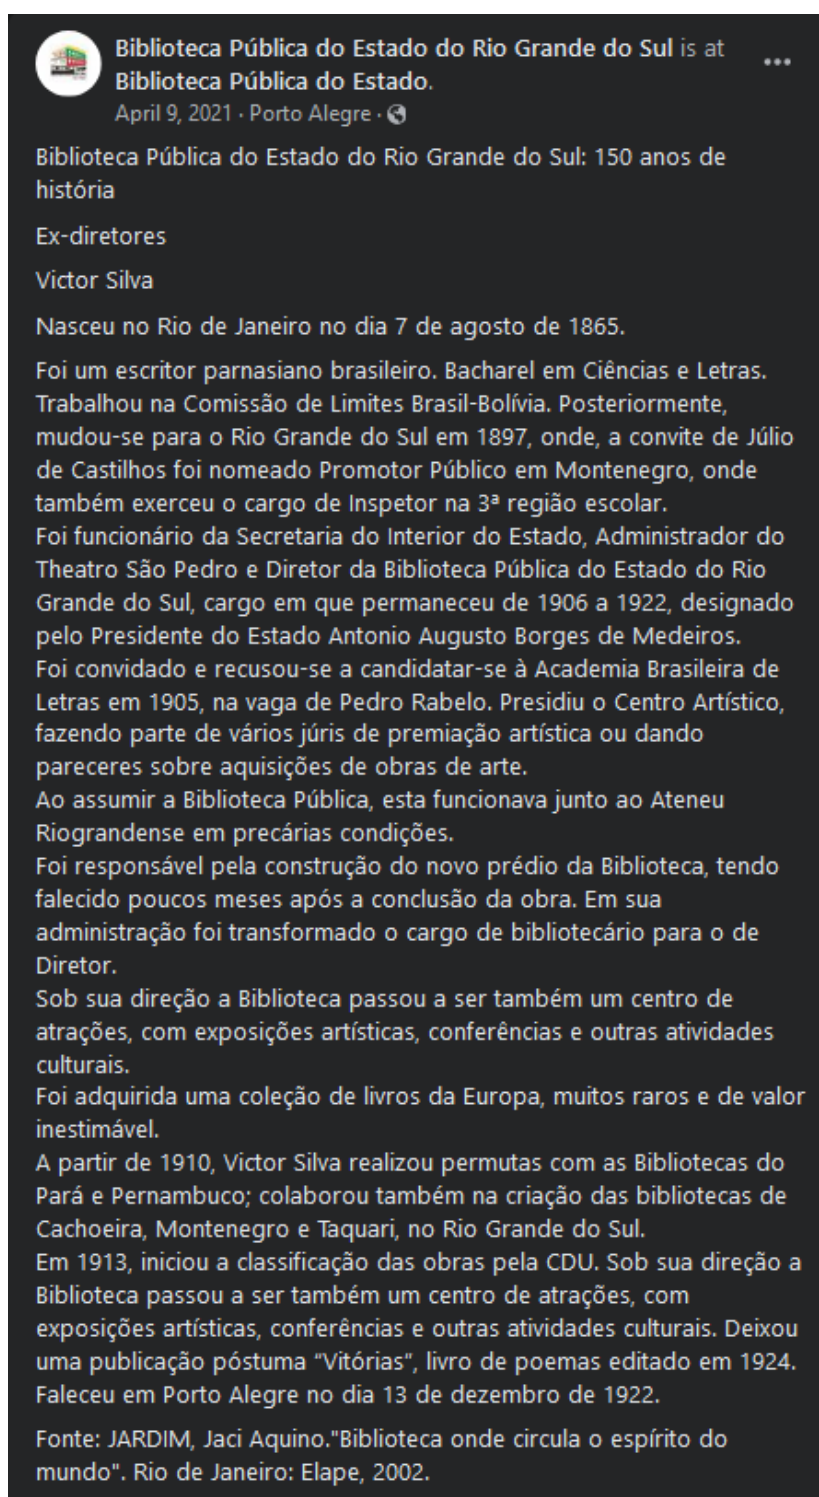 Biblioteca Pública do Estado do Rio Grande do Sul is at
Biblioteca Pública do Estado.
April 9, 2021 · Porto Alegre ·
Biblioteca Pública do Estado do Rio Grande do Sul: 150 anos de
história
Ex-diretores
Victor Silva
Nasceu no Rio de Janeiro no dia 7 de agosto de 1865.
Foi um escritor parnasiano brasileiro. Bacharel em Ciências e Letras.
Trabalhou na Comissão de Limites Brasil-Bolívia. Posteriormente,
mudou-se para o Rio Grande do Sul em 1897, onde, a convite de Júlio
de Castilhos foi nomeado Promotor Público em Montenegro, onde
também exerceu o cargo de Inspetor na 3ª região escolar.
Foi funcionário da Secretaria do Interior do Estado, Administrador do
Theatro São Pedro e Diretor da Biblioteca Pública do Estado do Rio
Grande do Sul, cargo em que permaneceu de 1906 a 1922, designado
pelo Presidente do Estado Antonio Augusto Borges de Medeiros.
Foi convidado e recusou-se a candidatar-se à Academia Brasileira de
Letras em 1905, na vaga de Pedro Rabelo. Presidiu o Centro Artístico,
fazendo parte de vários júris de premiação artística ou dando
pareceres sobre aquisições de obras de arte.
Ao assumir a Biblioteca Pública, esta funcionava junto ao Ateneu
Riograndense em precárias condições.
Foi responsável pela construção do novo prédio da Biblioteca, tendo
falecido poucos meses após a conclusão da obra. Em sua
administração foi transformado o cargo de bibliotecário para o de
Diretor.
Sob sua direção a Biblioteca passou a ser também um centro de
atrações, com exposições artísticas, conferências e outras atividades
culturais.
Foi adquirida uma coleção de livros da Europa, muitos raros e de valor
inestimável.
A partir de 1910, Victor Silva realizou permutas com as Bibliotecas do
Pará e Pernambuco; colaborou também na criação das bibliotecas de
Cachoeira, Montenegro e Taquari, no Rio Grande do Sul.
Em 1913, iniciou a classificação das obras pela CDU. Sob sua direção a
Biblioteca passou a ser também um centro de atrações, com
exposições artísticas, conferências e outras atividades culturais. Deixou
uma publicação póstuma “Vitórias”, livro de poemas editado em 1924.
Faleceu em Porto Alegre no dia 13 de dezembro de 1922.
Fonte: JARDIM, Jaci Aquino."Biblioteca onde circula o espírito do
mundo". Rio de Janeiro: Elape, 2002.